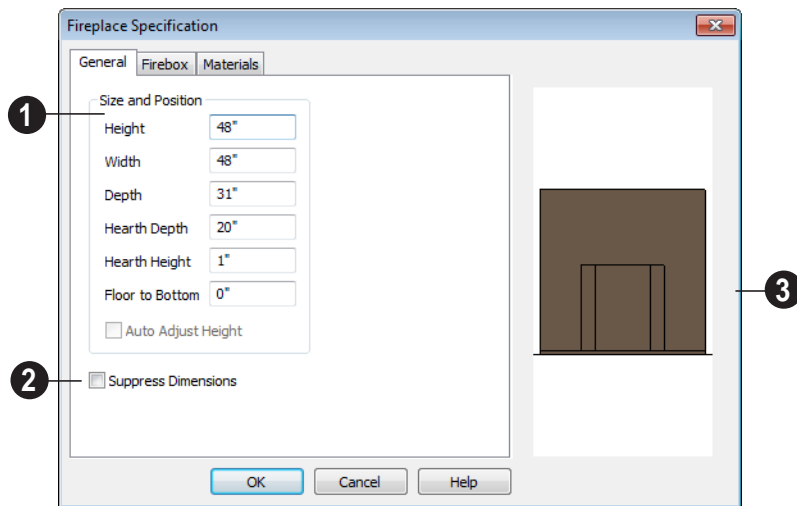 Fireplace Specification
General Firebox Materials
Size and Position
1
Height 48"
Width 48"
Depth 31"
Hearth Depth 20"
Hearth Height 1"
Floor to Bottom 0"
3
Auto Adjust Height
2 Suppress Dimensions
OK Cancel Help